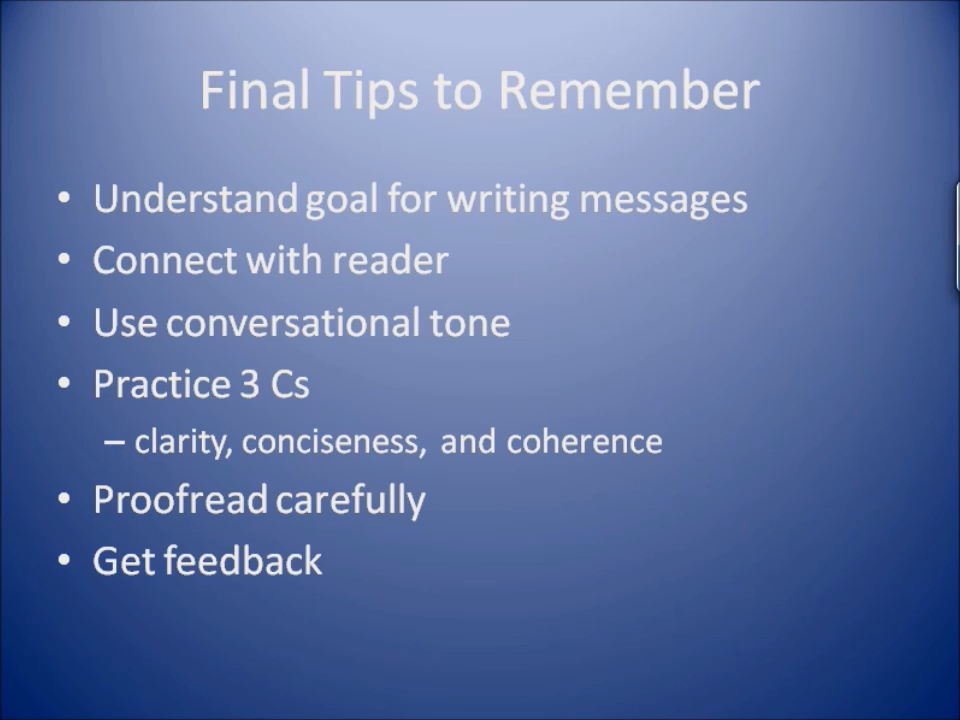 Final Tips to Remember
• Understand goal for writing messages
• Connect with reader
• Use conversational tone
• Practice 3 Cs
– clarity, conciseness, and coherence
• Proofread carefully
• Get feedback